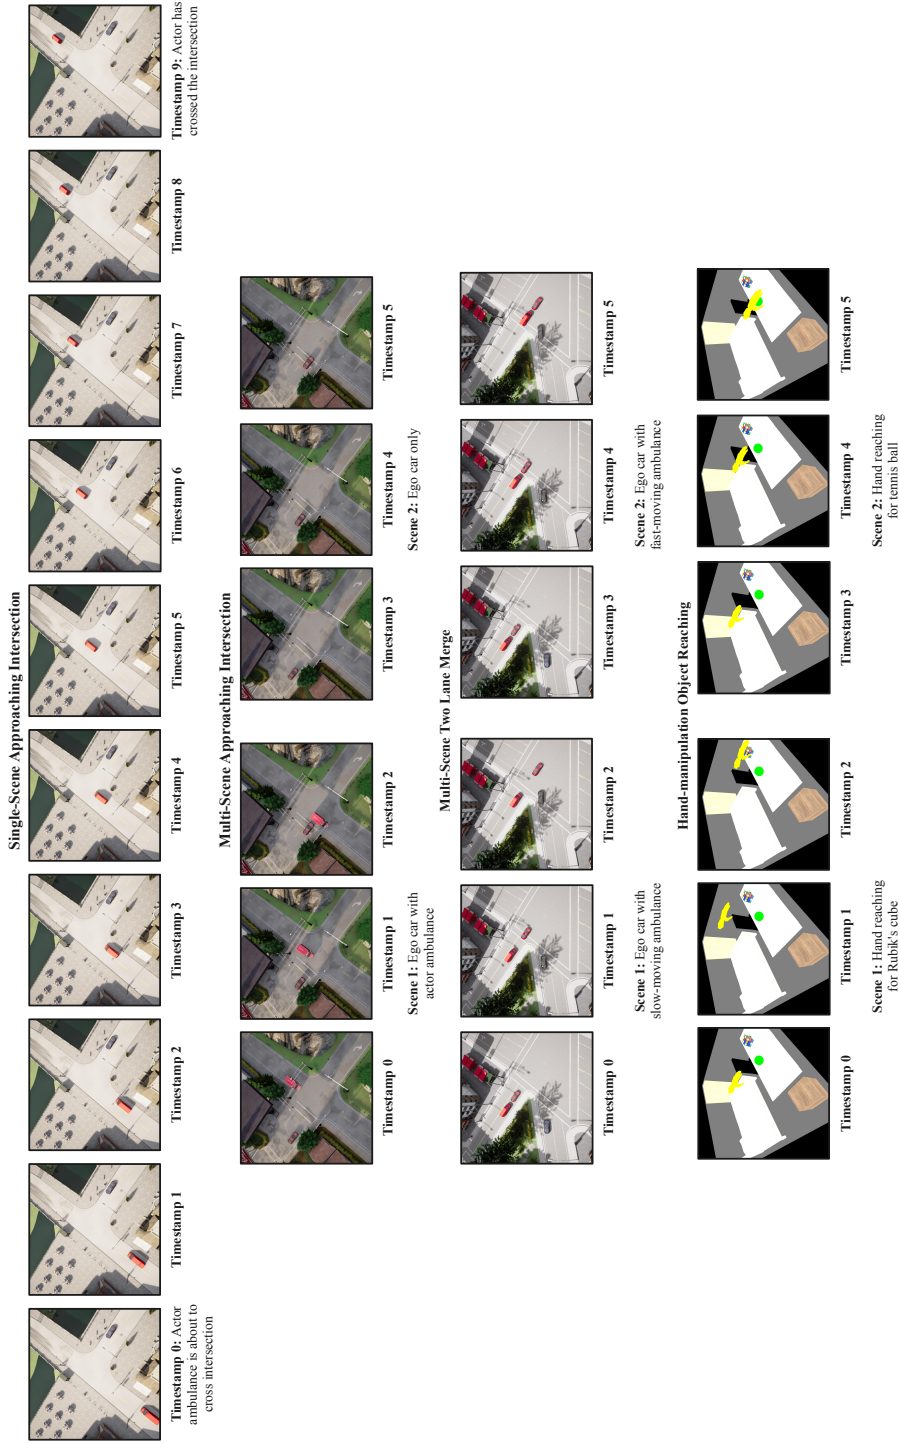 Single-Scene Approaching Intersection
Timestamp 0: Actor
ambulance is about to
cross intersection
Timestamp 1
Timestamp 2
Timestamp 3
Timestamp 4
Timestamp 5
Timestamp 6
Timestamp 7
Timestamp 8
Timestamp 9: Actor has
crossed the intersection
Multi-Scene Approaching Intersection
Timestamp 0
Timestamp 1
Timestamp 2
Timestamp 3
Timestamp 4
Timestamp 5
Scene 1: Ego car with
actor ambulance
Scene 2: Ego car only
Multi-Scene Two Lane Merge
Timestamp 0
Timestamp 1
Timestamp 2
Timestamp 3
Timestamp 4
Timestamp 5
Scene 1: Ego car with
slow-moving ambulance
Scene 2: Ego car with
fast-moving ambulance
Hand-manipulation Object Reaching
Timestamp 0
Timestamp 1
Timestamp 2
Timestamp 3
Timestamp 4
Timestamp 5
Scene 1: Hand reaching
for Rubik's cube
Scene 2: Hand reaching
for tennis ball